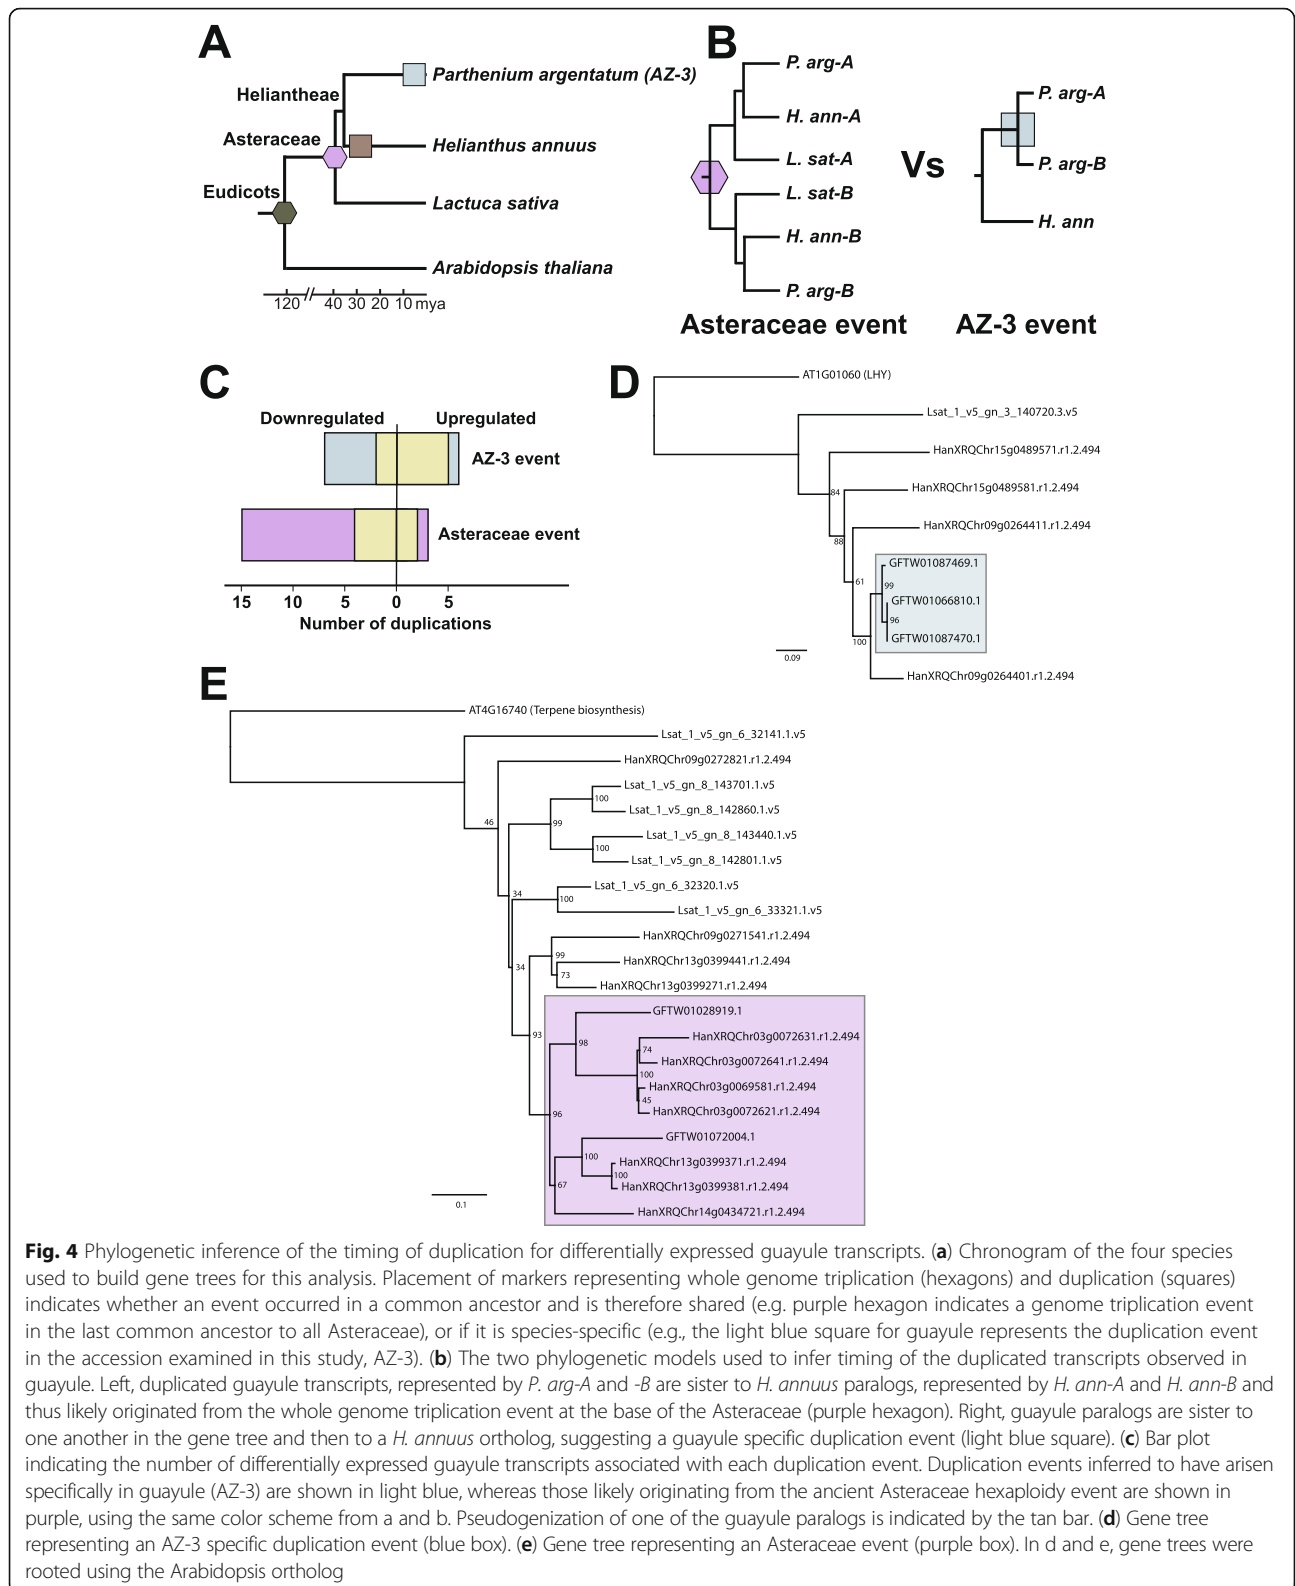 A
Parthenium argentatum (AZ-3)
Heliantheae
Asteraceae
Helianthus annuus
Eudicots
Lactuca sativa
Arabidopsis thaliana
120 40 30 20 10 mya
B
P. arg-A
H. ann-A
L. sat-A
L. sat-B
H. ann-B
P. arg-B
Asteraceae event
Vs
P. arg-A
P. arg-B
H. ann
AZ-3 event
C
Downregulated Upregulated
AZ-3 event
Asteraceae event
15 10 5 0 5
Number of duplications
D
AT1G01060 (LHY)
Lsat_1_v5_gn_3_140720.3.v5
HanXRQChr15g0489571.r1.2.494
84
HanXRQChr15g0489581.r1.2.494
HanXRQChr09g0264411.r1.2.494
88
GFTW01087469.1
61
99
GFTW01066810.1
96
GFTW01087470.1
100
0.09
HanXRQChr09g0264401.r1.2.494
E
AT4G16740 (Terpene biosynthesis)
Lsat_1_v5_gn_6_32141.1.v5
HanXRQChr09g0272821.r1.2.494
Lsat_1_v5_gn_8_143701.1.v5
100
Lsat_1_v5_gn_8_142860.1.v5
46
99
Lsat_1_v5_gn_8_143440.1.v5
100
Lsat_1_v5_gn_8_142801.1.v5
Lsat_1_v5_gn_6_32320.1.v5
34
100
Lsat_1_v5_gn_6_33321.1.v5
HanXRQChr09g0271541.r1.2.494
99
HanXRQChr13g0399441.r1.2.494
34
73
HanXRQChr13g0399271.r1.2.494
GFTW01028919.1
93
98
HanXRQChr03g0072631.r1.2.494
74
HanXRQChr03g0072641.r1.2.494
100
HanXRQChr03g0069581.r1.2.494
45
HanXRQChr03g0072621.r1.2.494
96
GFTW01072004.1
100
HanXRQChr13g0399371.r1.2.494
100
HanXRQChr13g0399381.r1.2.494
67
HanXRQChr14g0434721.r1.2.494
0.1
Fig. 4 Phylogenetic inference of the timing of duplication for differentially expressed guayule transcripts. (a) Chronogram of the four species
used to build gene trees for this analysis. Placement of markers representing whole genome triplication (hexagons) and duplication (squares)
indicates whether an event occurred in a common ancestor and is therefore shared (e.g. purple hexagon indicates a genome triplication event
in the last common ancestor to all Asteraceae), or if it is species-specific (e.g., the light blue square for guayule represents the duplication event
in the accession examined in this study, AZ-3). (b) The two phylogenetic models used to infer timing of the duplicated transcripts observed in
guayule. Left, duplicated guayule transcripts, represented by P. arg-A and -B are sister to H. annuus paralogs, represented by H. ann-A and H. ann-B and
thus likely originated from the whole genome triplication event at the base of the Asteraceae (purple hexagon). Right, guayule paralogs are sister to
one another in the gene tree and then to a H. annuus ortholog, suggesting a guayule specific duplication event (light blue square). (c) Bar plot
indicating the number of differentially expressed guayule transcripts associated with each duplication event. Duplication events inferred to have arisen
specifically in guayule (AZ-3) are shown in light blue, whereas those likely originating from the ancient Asteraceae hexaploidy event are shown in
purple, using the same color scheme from a and b. Pseudogenization of one of the guayule paralogs is indicated by the tan bar. (d) Gene tree
representing an AZ-3 specific duplication event (blue box). (e) Gene tree representing an Asteraceae event (purple box). In d and e, gene trees were
rooted using the Arabidopsis ortholog